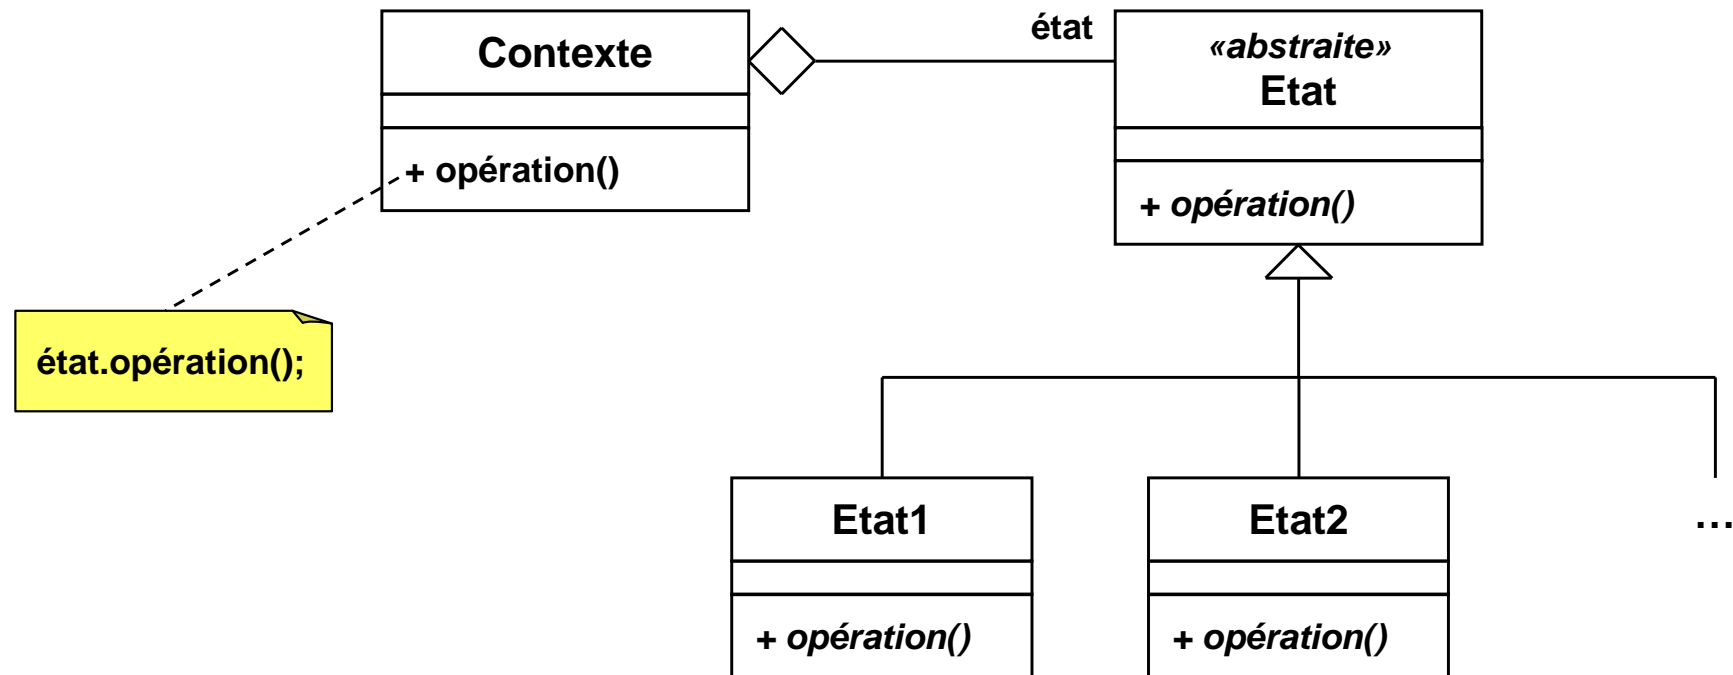 Contexte
+ opération()
état
«abstraite»
Etat
+ opération()
état.opération();
Etat1
+ opération()
Etat2
+ opération()
...